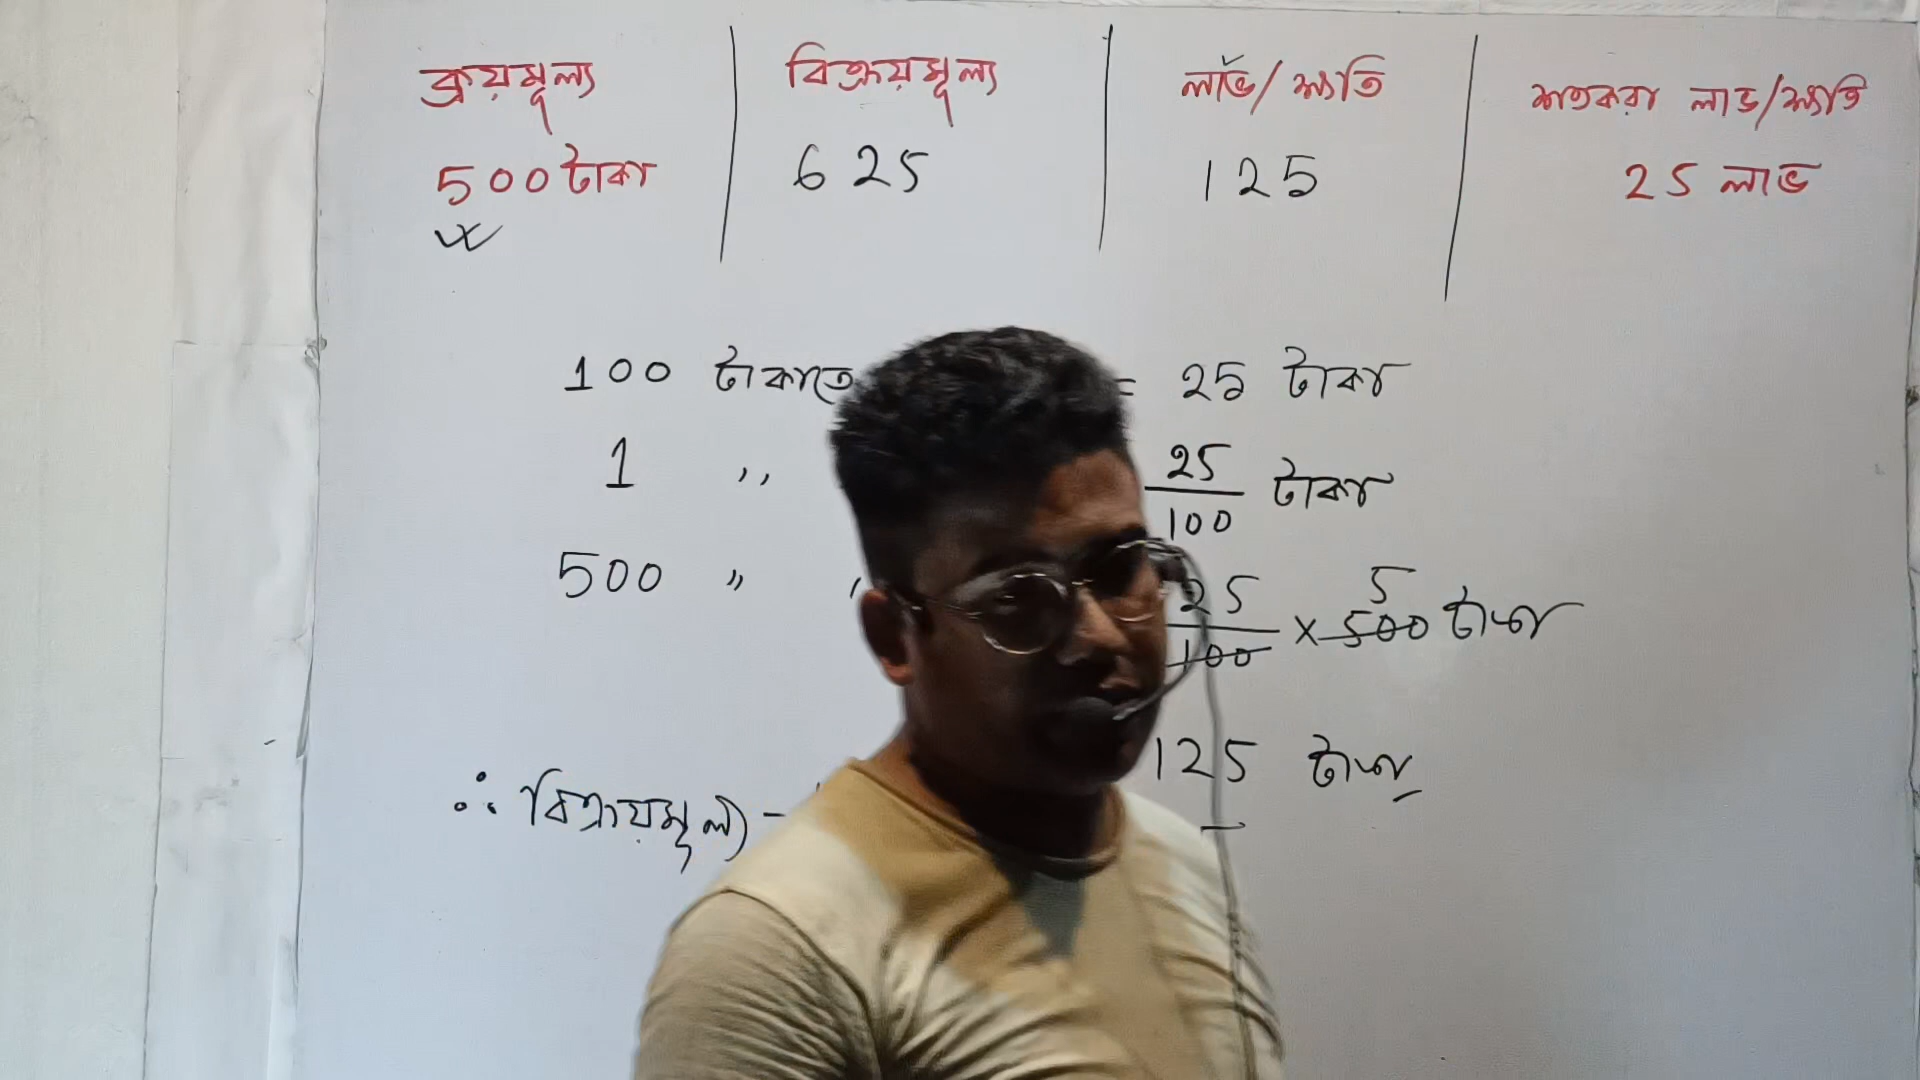 ক্রয়মূল্য বিক্রয়মূল্য লাভ/ক্ষতি শতকরা লাভ/ক্ষতি
500 টাকা 625 125 25 লাভ
100 টাকাতে = 25 টাকা
1 ,, 25/100 টাকা
500 ,, 25/100 × 500 5 টাকা
125 টাকা
∴ বিক্রয়মূল্য -